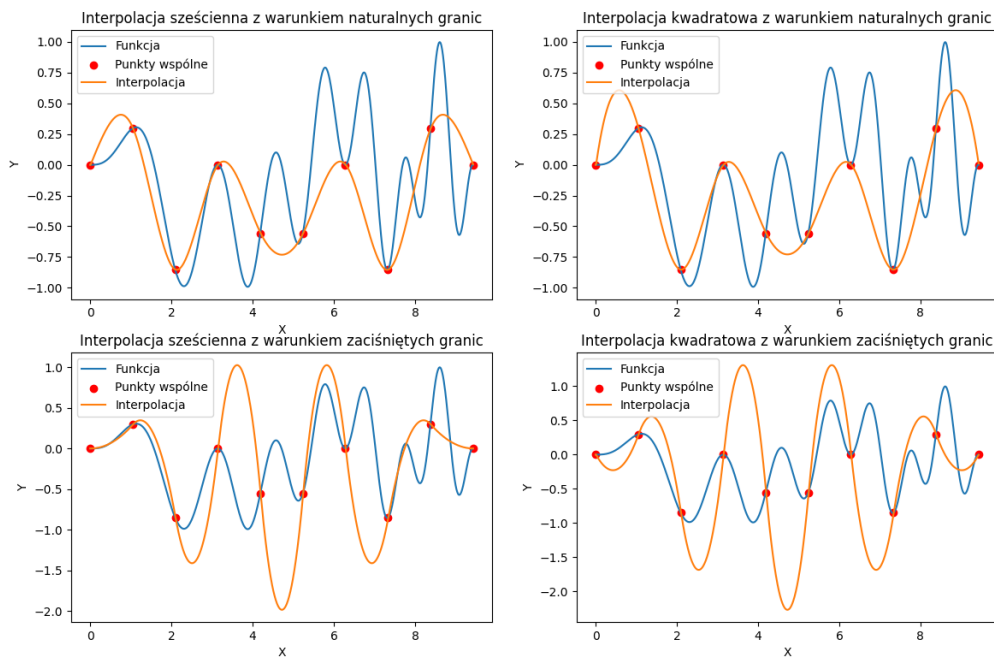 Interpolacja sześcienna z warunkiem naturalnych granic
1.00
0.75
0.50
0.25
0.00
−0.25
−0.50
−0.75
−1.00
Y
Funkcja
Punkty wspólne
Interpolacja
0 2 4 6 8
X
Interpolacja kwadratowa z warunkiem naturalnych granic
1.00
0.75
0.50
0.25
0.00
−0.25
−0.50
−0.75
−1.00
Y
Funkcja
Punkty wspólne
Interpolacja
0 2 4 6 8
X
Interpolacja sześcienna z warunkiem zaciśniętych granic
1.0
0.5
0.0
−0.5
−1.0
−1.5
−2.0
Y
Funkcja
Punkty wspólne
Interpolacja
0 2 4 6 8
X
Interpolacja kwadratowa z warunkiem zaciśniętych granic
1.0
0.5
0.0
−0.5
−1.0
−1.5
−2.0
Y
Funkcja
Punkty wspólne
Interpolacja
0 2 4 6 8
X